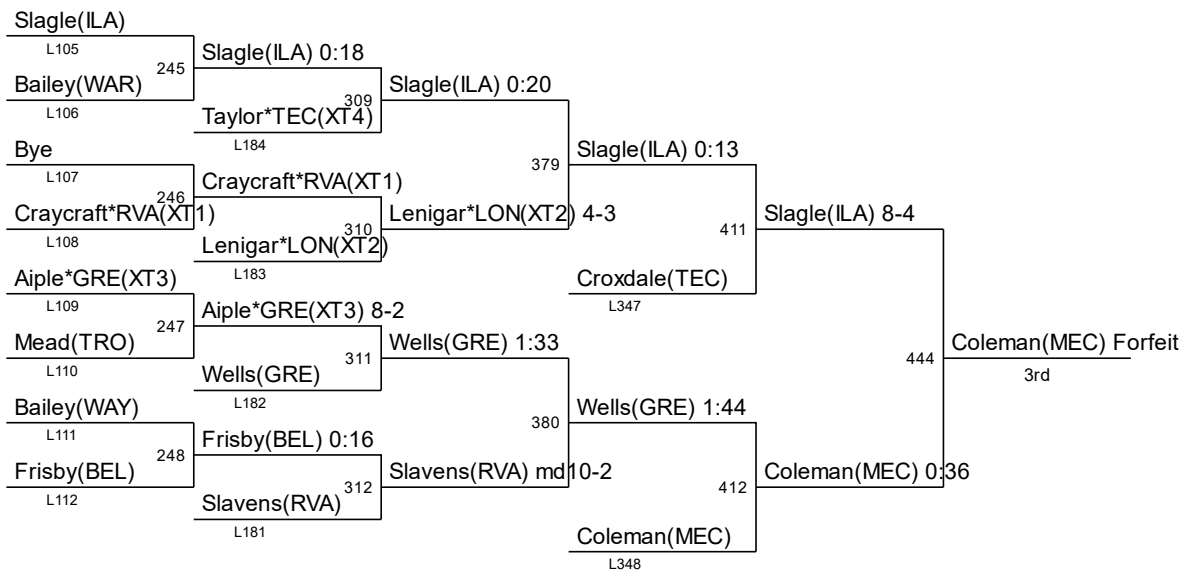 Slagle(ILA)
L105
245
Slagle(ILA) 0:18
Bailey(WAR)
L106
309
Slagle(ILA) 0:20
Taylor*TEC(XT4)
L184
Bye
L107
379
Slagle(ILA) 0:13
246
Craycraft*RVA(XT1)
Craycraft*RVA(XT1)
L108
310
Lenigar*LON(XT2) 4-3
411
Slagle(ILA) 8-4
Lenigar*LON(XT2)
L183
Aiple*GRE(XT3)
L109
Croxdale(TEC)
L347
247
Aiple*GRE(XT3) 8-2
Mead(TRO)
L110
311
Wells(GRE) 1:33
444
Coleman(MEC) Forfeit
3rd
Wells(GRE)
L182
Bailey(WAY)
L111
380
Wells(GRE) 1:44
248
Frisby(BEL) 0:16
Frisby(BEL)
L112
312
Slavens(RVA) md10-2
412
Coleman(MEC) 0:36
Slavens(RVA)
L181
Coleman(MEC)
L348